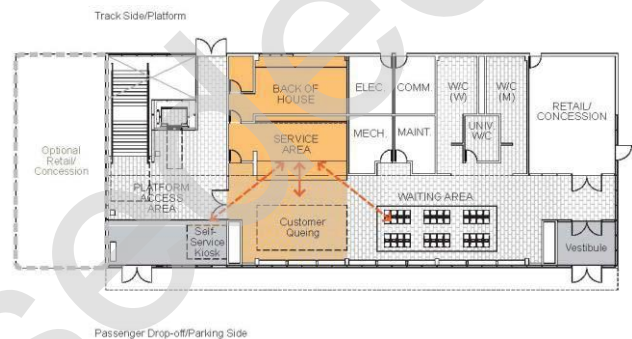 Track Side/Platform
BACK OF
HOUSE
ELEC.
COMM.
W/C
(W)
W/C
(M)
RETAIL/
CONCESSION
SERVICE
AREA
MECH.
MAINT.
UNIV.
W/C
Optional
Retail/
Concession
PLATFORM
ACCESS
AREA
WAITING AREA
Self-
Service
Kiosk
Customer
Queing
Vestibule
Passenger Drop-off/Parking Side